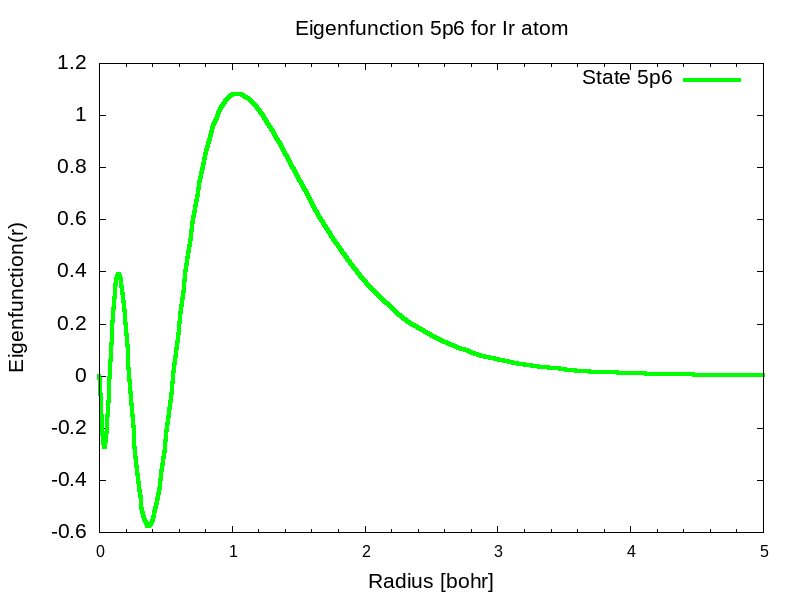 Eigenfunction 5p6 for Ir atom
State 5p6
1.2
1
0.8
0.6
0.4
0.2
0
-0.2
-0.4
-0.6
Eigenfunction(r)
0 1 2 3 4 5
Radius [bohr]